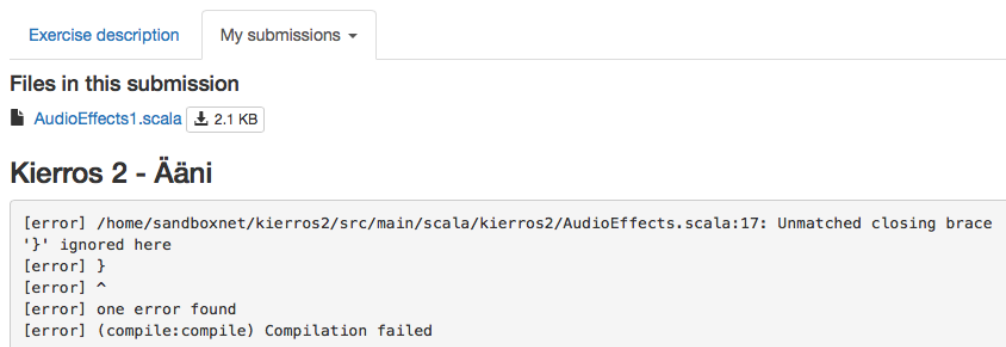 Exercise description My submissions
Files in this submission
AudioEffects1.scala 2.1 KB
Kierros 2 - Ääni
[error] /home/sandboxnet/kierros2/src/main/scala/kierros2/AudioEffects.scala:17: Unmatched closing brace
'}' ignored here
[error] }
[error] ^
[error] one error found
[error] (compile:compile) Compilation failed